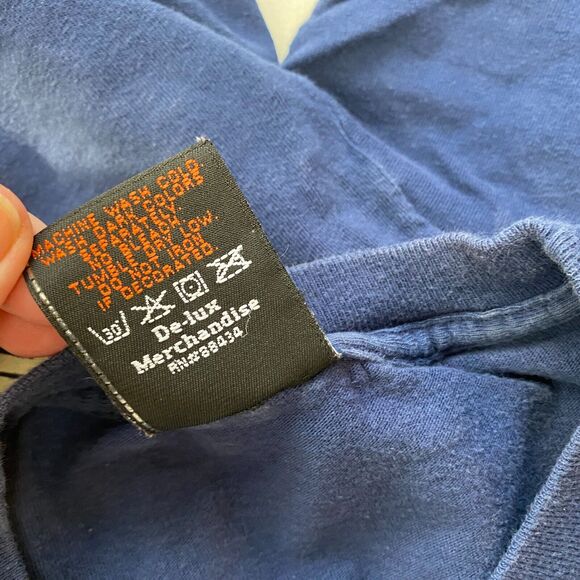 MACHINE WASH COLD.
WASH DARK COLORS
SEPARATELY.
NO BLEACH.
TUMBLE DRY LOW.
DO NOT IRON
IF DECORATED.
30°
De-lux
Merchandise
RN#88434